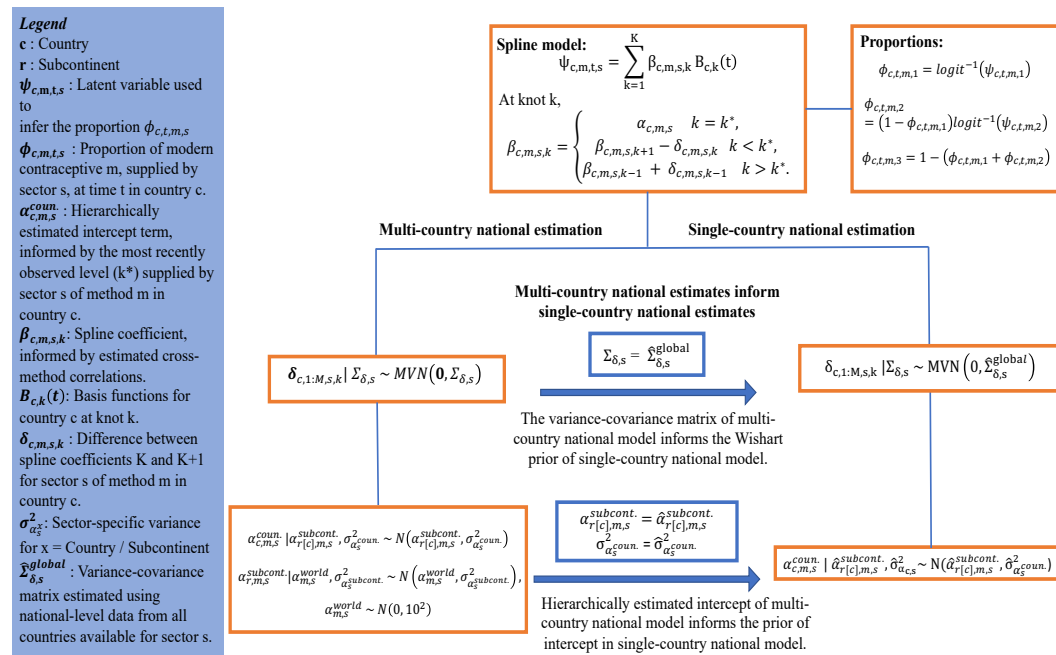 Legend
c : Country
r : Subcontinent
ψ_{c,m,t,s} : Latent variable used
to
infer the proportion ϕ_{c,t,m,s}
ϕ_{c,m,t,s} : Proportion of modern
contraceptive m, supplied by
sector s, at time t in country c.
α^{coun.}_{c,m,s} : Hierarchically
estimated intercept term,
informed by the most recently
observed level (k*) supplied by
sector s of method m in
country c.
β_{c,m,s,k}: Spline coefficient,
informed by estimated cross-
method correlations.
B_{c,k}(t): Basis functions for
country c at knot k.
δ_{c,m,s,k} : Difference between
spline coefficients K and K+1
for sector s of method m in
country c.
σ²_{α^x_s}: Sector-specific variance
for x = Country / Subcontinent
Σ̂^{global}_{δ,s} : Variance-covariance
matrix estimated using
national-level data from all
countries available for sector s.
Spline model:
ψ_{c,m,t,s} = ∑_{k=1}^{K} β_{c,m,s,k} B_{c,k}(t)
At knot k,
β_{c,m,s,k} = {
α_{c,m,s} k = k*,
β_{c,m,s,k+1} − δ_{c,m,s,k} k < k*,
β_{c,m,s,k−1} + δ_{c,m,s,k−1} k > k*.
Proportions:
ϕ_{c,t,m,1} = logit⁻¹(ψ_{c,t,m,1})
ϕ_{c,t,m,2}
= (1 − ϕ_{c,t,m,1})logit⁻¹(ψ_{c,t,m,2})
ϕ_{c,t,m,3} = 1 − (ϕ_{c,t,m,1} + ϕ_{c,t,m,2})
Multi-country national estimation
Single-country national estimation
Multi-country national estimates inform
single-country national estimates
δ_{c,1:M,s,k} | Σ_{δ,s} ~ MVN(0, Σ_{δ,s})
Σ_{δ,s} = Σ̂^{global}_{δ,s}
δ_{c,1:M,s,k} |Σ_{δ,s} ~ MVN (0, Σ̂^{global}_{δ,s})
The variance-covariance matrix of multi-
country national model informs the Wishart
prior of single-country national model.
α^{coun.}_{c,m,s} |α^{subcont.}_{r[c],m,s}, σ²_{α^{coun.}_s} ~ N(α^{subcont.}_{r[c],m,s}, σ²_{α^{coun.}_s})
α^{subcont.}_{r,m,s} |α^{world}_{m,s}, σ²_{α^{subcont.}_s} ~ N (α^{world}_{m,s}, σ²_{α^{subcont.}_s}),
α^{world}_{m,s} ~ N(0, 10²)
α^{subcont.}_{r[c],m,s} = α̂^{subcont.}_{r[c],m,s}
σ²_{α^{coun.}_s} = σ̂²_{α^{coun.}_s}
α^{coun.}_{c,m,s} | α̂^{subcont.}_{r[c],m,s}, σ̂²_{α_{c,s}} ~ N(α̂^{subcont.}_{r[c],m,s}, σ̂²_{α^{coun.}_s})
Hierarchically estimated intercept of multi-
country national model informs the prior of
intercept in single-country national model.